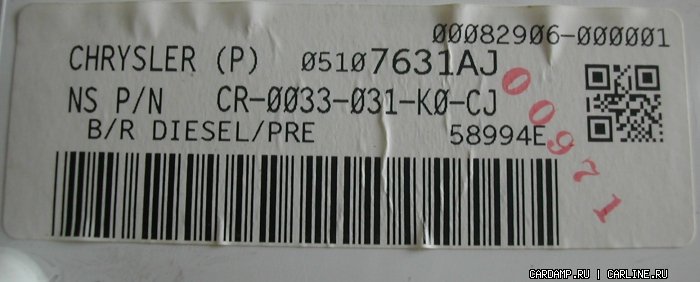 00082906-000001
CHRYSLER (P) 05107631AJ
NS P/N CR-0033-031-K0-CJ
B/R DIESEL/PRE 58994E
00971
CARDAMP.RU | CARLINE.RU